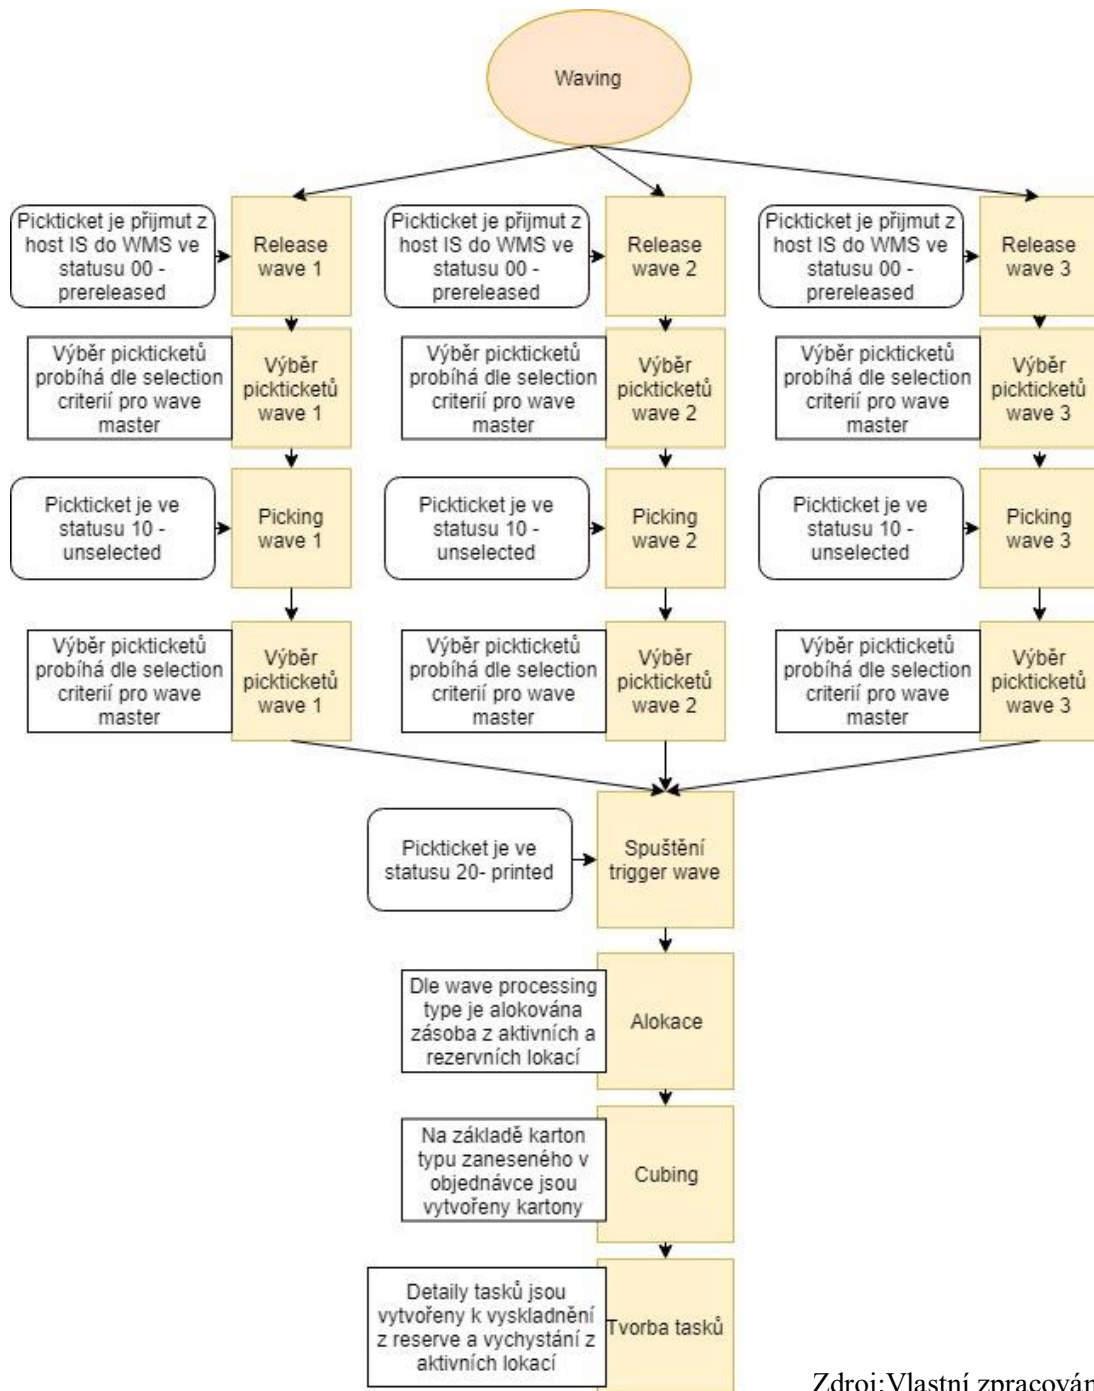 Waving
Pickticket je přijmut z
host IS do WMS ve
statusu 00 -
prereleased
Release
wave 1
Pickticket je přijmut z
host IS do WMS ve
statusu 00 -
prereleased
Release
wave 2
Pickticket je přijmut z
host IS do WMS ve
statusu 00 -
prereleased
Release
wave 3
Výběr pickticketů
probíhá dle selection
criterií pro wave
master
Výběr
pickticketů
wave 1
Výběr pickticketů
probíhá dle selection
criterií pro wave
master
Výběr
pickticketů
wave 2
Výběr pickticketů
probíhá dle selection
criterií pro wave
master
Výběr
pickticketů
wave 3
Pickticket je ve
statusu 10 -
unselected
Picking
wave 1
Pickticket je ve
statusu 10 -
unselected
Picking
wave 2
Pickticket je ve
statusu 10 -
unselected
Picking
wave 3
Výběr pickticketů
probíhá dle selection
criterií pro wave
master
Výběr
pickticketů
wave 1
Výběr pickticketů
probíhá dle selection
criterií pro wave
master
Výběr
pickticketů
wave 2
Výběr pickticketů
probíhá dle selection
criterií pro wave
master
Výběr
pickticketů
wave 3
Pickticket je ve
statusu 20- printed
Spuštění
trigger wave
Dle wave processing
type je alokována
zásoba z aktivních a
rezervních lokací
Alokace
Na základě karton
typu zaneseného v
objednávce jsou
vytvořeny kartony
Cubing
Detaily tasků jsou
vytvořeny k vyskladnění
z reserve a vychystání z
aktivních lokací
Tvorba tasků
Zdroj:Vlastní zpracován